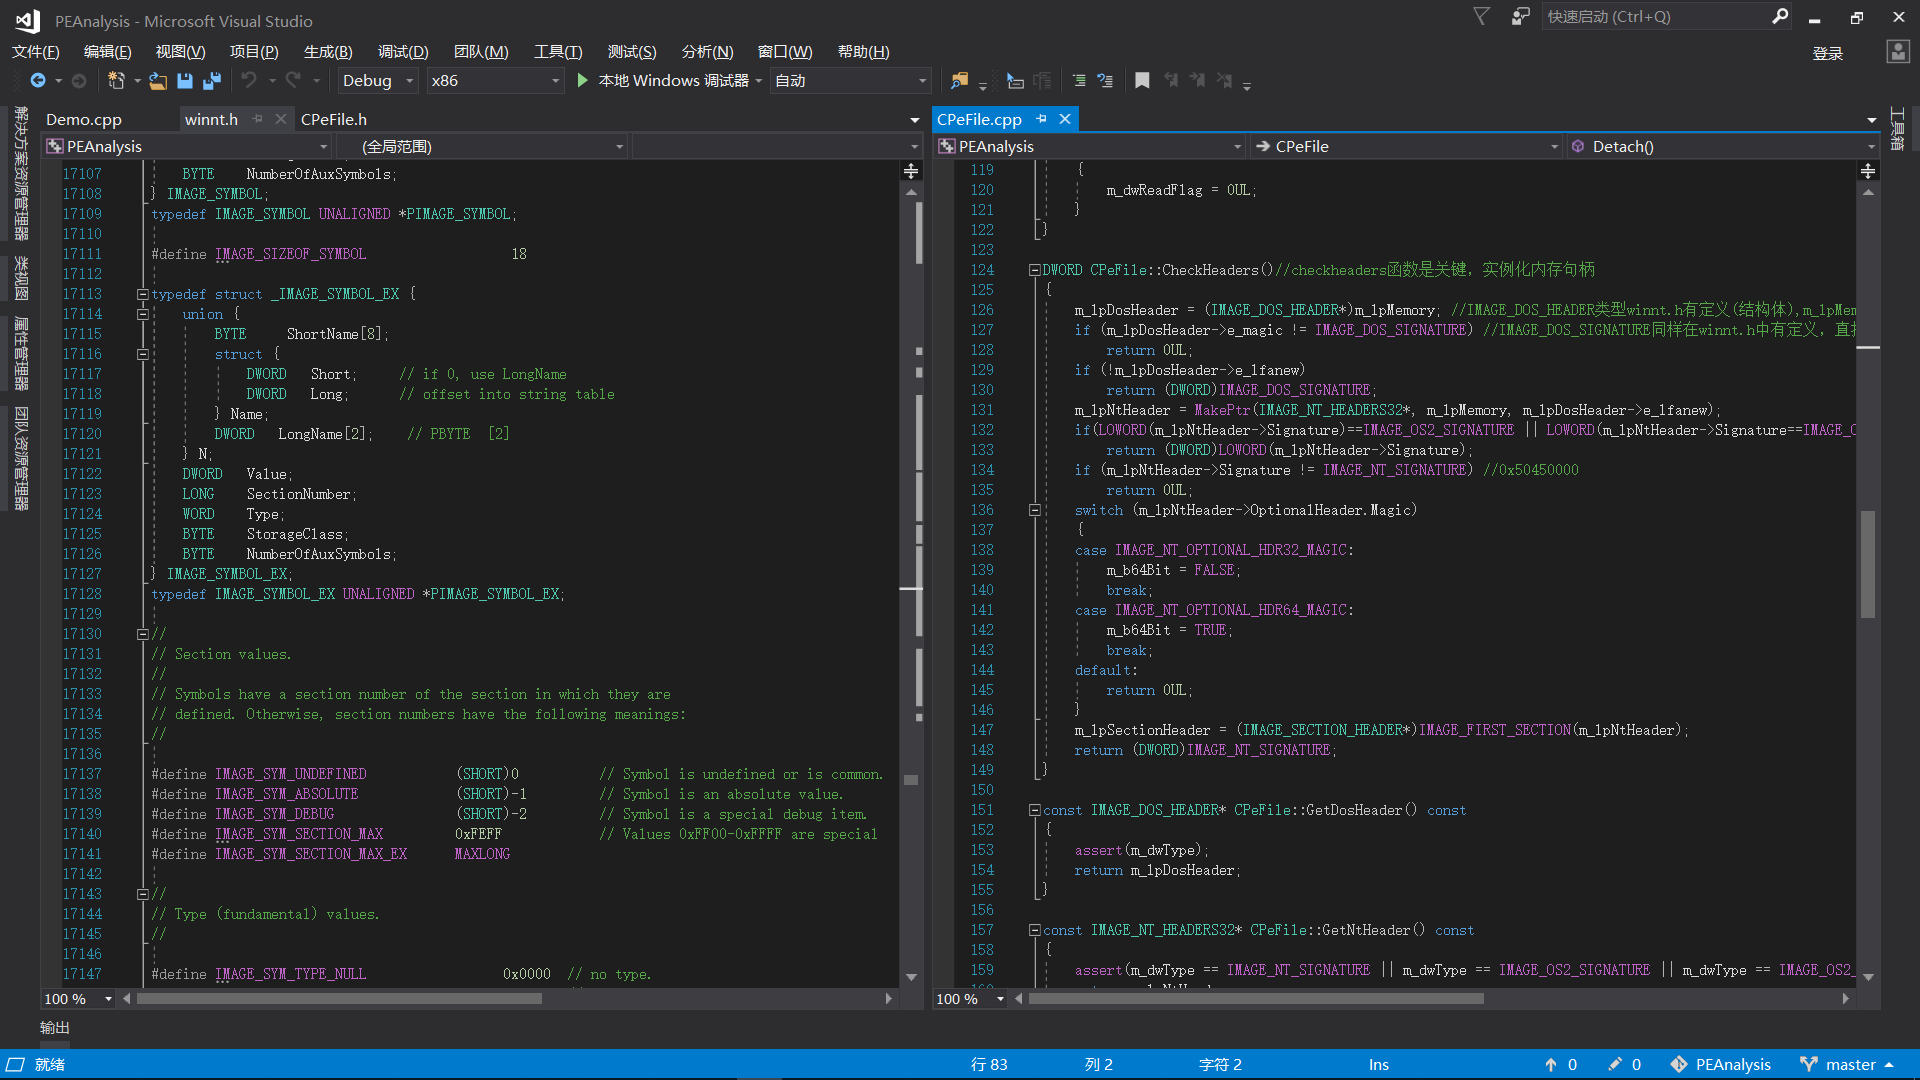 PEAnalysis - Microsoft Visual Studio
快速启动 (Ctrl+Q)
文件(F) 编辑(E) 视图(V) 项目(P) 生成(B) 调试(D) 团队(M) 工具(T) 测试(S) 分析(N) 窗口(W) 帮助(H)
登录
Debug x86 本地 Windows 调试器 自动
解决方案资源管理器
类视图
属性管理器
团队资源管理器
Demo.cpp winnt.h CPeFile.h
PEAnalysis (全局范围)
17107 BYTE NumberOfAuxSymbols;
17108 } IMAGE_SYMBOL;
17109 typedef IMAGE_SYMBOL UNALIGNED *PIMAGE_SYMBOL;
17110
17111 #define IMAGE_SIZEOF_SYMBOL 18
17112
17113 typedef struct _IMAGE_SYMBOL_EX {
17114 union {
17115 BYTE ShortName[8];
17116 struct {
17117 DWORD Short; // if 0, use LongName
17118 DWORD Long; // offset into string table
17119 } Name;
17120 DWORD LongName[2]; // PBYTE [2]
17121 } N;
17122 DWORD Value;
17123 LONG SectionNumber;
17124 WORD Type;
17125 BYTE StorageClass;
17126 BYTE NumberOfAuxSymbols;
17127 } IMAGE_SYMBOL_EX;
17128 typedef IMAGE_SYMBOL_EX UNALIGNED *PIMAGE_SYMBOL_EX;
17129
17130 //
17131 // Section values.
17132 //
17133 // Symbols have a section number of the section in which they are
17134 // defined. Otherwise, section numbers have the following meanings:
17135 //
17136
17137 #define IMAGE_SYM_UNDEFINED (SHORT)0 // Symbol is undefined or is common.
17138 #define IMAGE_SYM_ABSOLUTE (SHORT)-1 // Symbol is an absolute value.
17139 #define IMAGE_SYM_DEBUG (SHORT)-2 // Symbol is a special debug item.
17140 #define IMAGE_SYM_SECTION_MAX 0xFEFF // Values 0xFF00-0xFFFF are special
17141 #define IMAGE_SYM_SECTION_MAX_EX MAXLONG
17142
17143 //
17144 // Type (fundamental) values.
17145 //
17146
17147 #define IMAGE_SYM_TYPE_NULL 0x0000 // no type.
100 %
CPeFile.cpp
PEAnalysis CPeFile Detach()
119 {
120 m_dwReadFlag = 0UL;
121 }
122 }
123
124 DWORD CPeFile::CheckHeaders()//checkheaders函数是关键，实例化内存句柄
125 {
126 m_lpDosHeader = (IMAGE_DOS_HEADER*)m_lpMemory; //IMAGE_DOS_HEADER类型winnt.h有定义(结构体),m_lpMem
127 if (m_lpDosHeader->e_magic != IMAGE_DOS_SIGNATURE) //IMAGE_DOS_SIGNATURE同样在winnt.h中有定义，直接
128 return 0UL;
129 if (!m_lpDosHeader->e_lfanew)
130 return (DWORD)IMAGE_DOS_SIGNATURE;
131 m_lpNtHeader = MakePtr(IMAGE_NT_HEADERS32*, m_lpMemory, m_lpDosHeader->e_lfanew);
132 if(LOWORD(m_lpNtHeader->Signature)==IMAGE_OS2_SIGNATURE || LOWORD(m_lpNtHeader->Signature==IMAGE_O
133 return (DWORD)LOWORD(m_lpNtHeader->Signature);
134 if (m_lpNtHeader->Signature != IMAGE_NT_SIGNATURE) //0x50450000
135 return 0UL;
136 switch (m_lpNtHeader->OptionalHeader.Magic)
137 {
138 case IMAGE_NT_OPTIONAL_HDR32_MAGIC:
139 m_b64Bit = FALSE;
140 break;
141 case IMAGE_NT_OPTIONAL_HDR64_MAGIC:
142 m_b64Bit = TRUE;
143 break;
144 default:
145 return 0UL;
146 }
147 m_lpSectionHeader = (IMAGE_SECTION_HEADER*)IMAGE_FIRST_SECTION(m_lpNtHeader);
148 return (DWORD)IMAGE_NT_SIGNATURE;
149 }
150
151 const IMAGE_DOS_HEADER* CPeFile::GetDosHeader() const
152 {
153 assert(m_dwType);
154 return m_lpDosHeader;
155 }
156
157 const IMAGE_NT_HEADERS32* CPeFile::GetNtHeader() const
158 {
159 assert(m_dwType == IMAGE_NT_SIGNATURE || m_dwType == IMAGE_OS2_SIGNATURE || m_dwType == IMAGE_OS2_
100 %
工具箱
输出
就绪 行 83 列 2 字符 2 Ins 0 0 PEAnalysis master